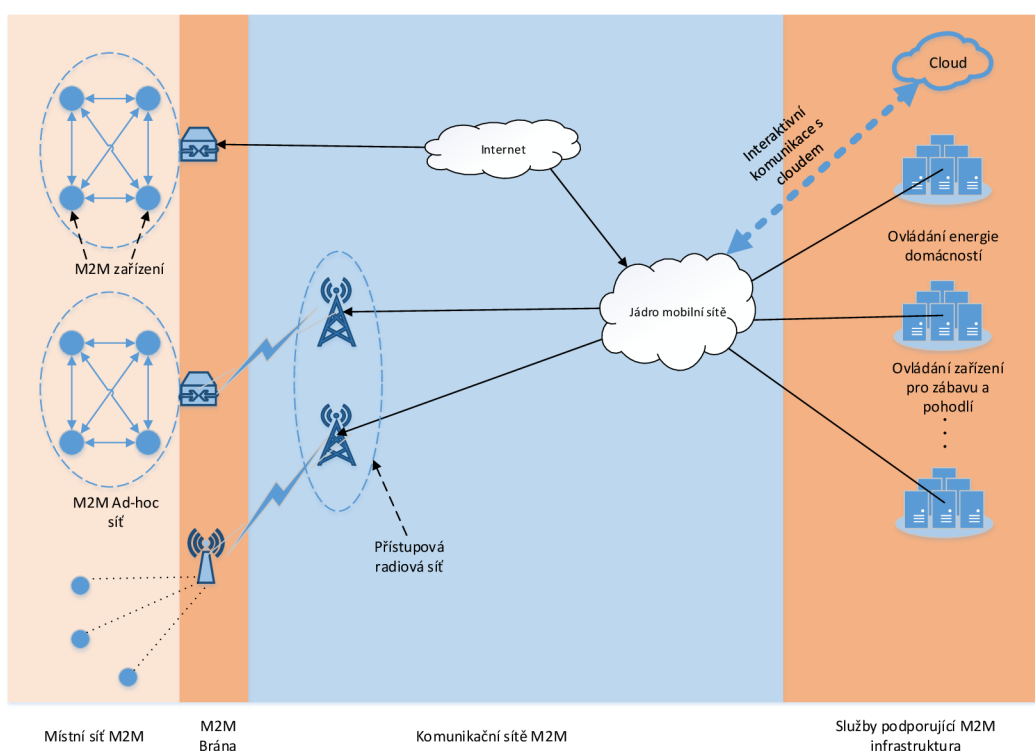 Cloud
Interaktivní
komunikace s
cloudem
Internet
Ovládání energie
domácností
M2M zařízení
Jádro mobilní sítě
Ovládání zařízení
pro zábavu a
pohodlí
M2M Ad-hoc
síť
Přístupová
radiová síť
Místní síť M2M
M2M
Brána
Komunikační sítě M2M
Služby podporující M2M
infrastruktura